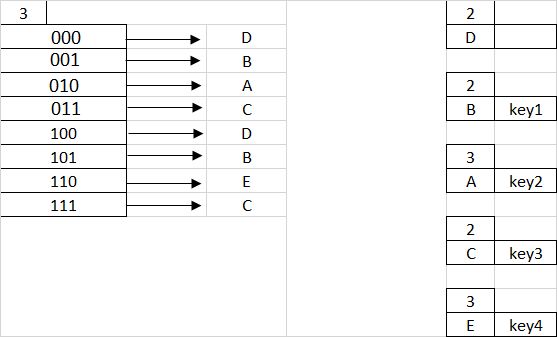 3
000 D
001 B
010 A
011 C
100 D
101 B
110 E
111 C
2
D
2
B key1
3
A key2
2
C key3
3
E key4